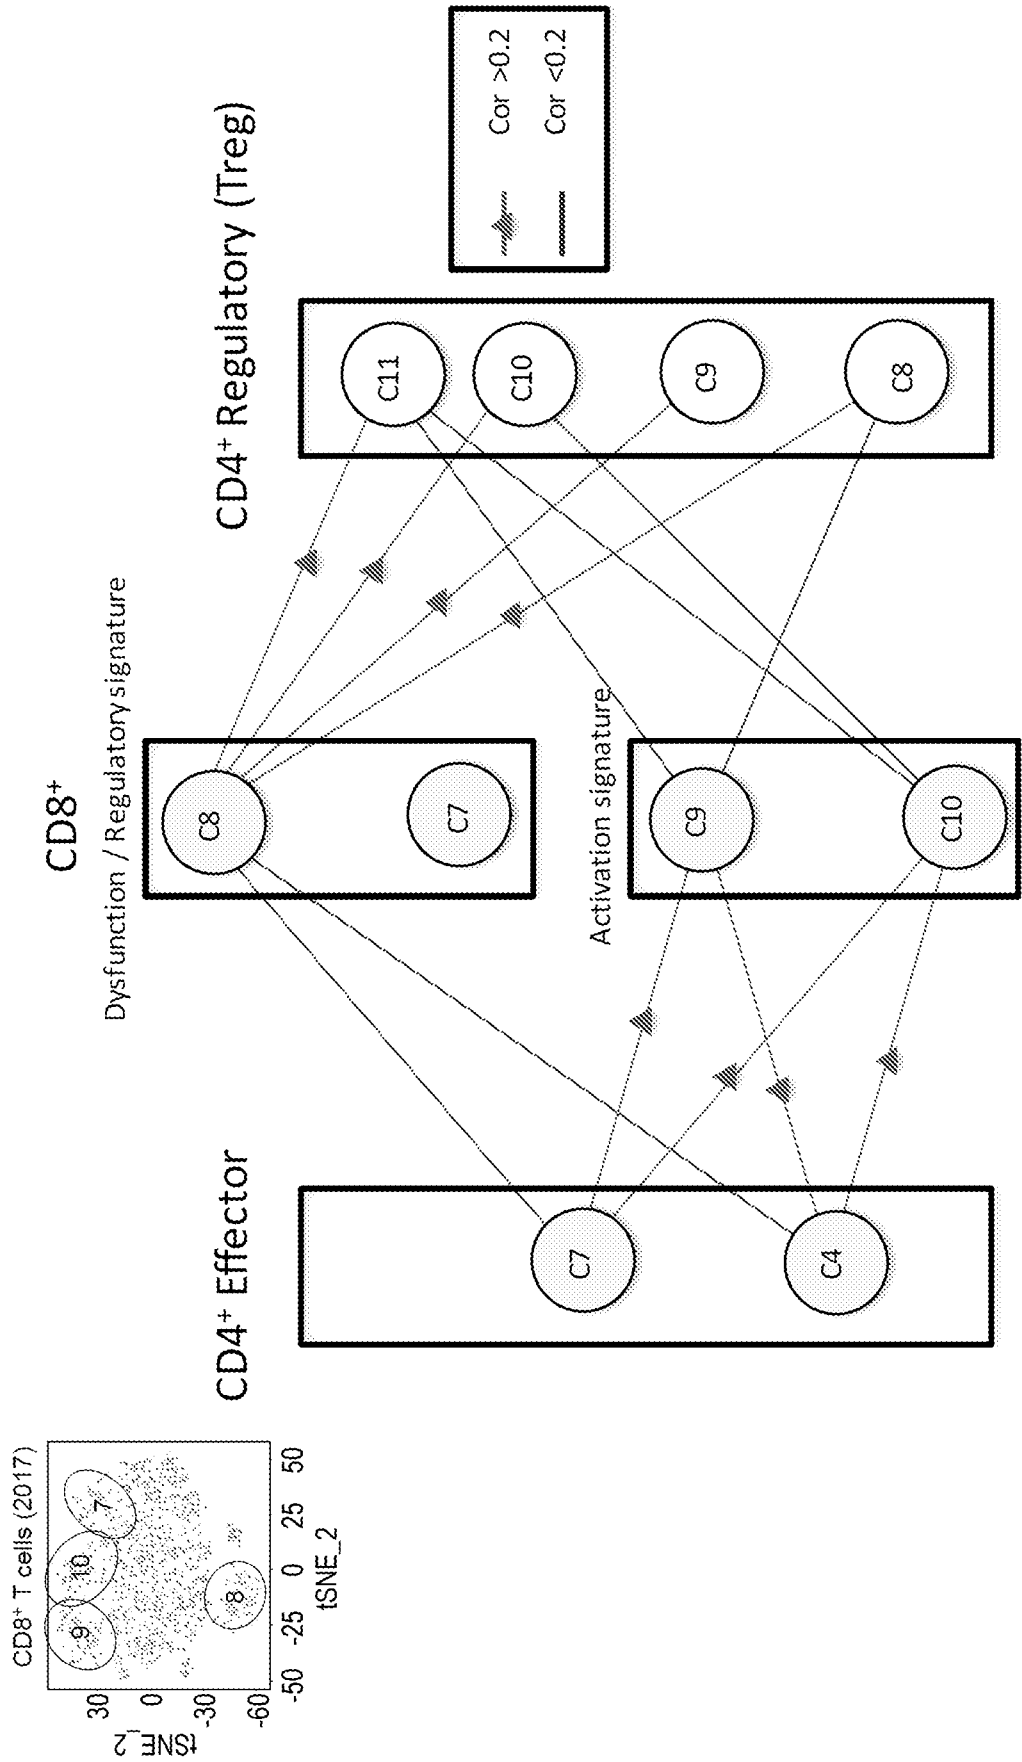 CD8⁺ T cells (2017)
9
10
7
8
30
0
-30
-60
tSNE_2
-50
-25
0
25
50
tSNE_2
CD4⁺ Effector
C7
C4
CD8⁺
Dysfunction / Regulatory signature
C8
C7
Activation signature
C9
C10
CD4⁺ Regulatory (Treg)
C11
C10
C9
C8
Cor >0.2
Cor <0.2